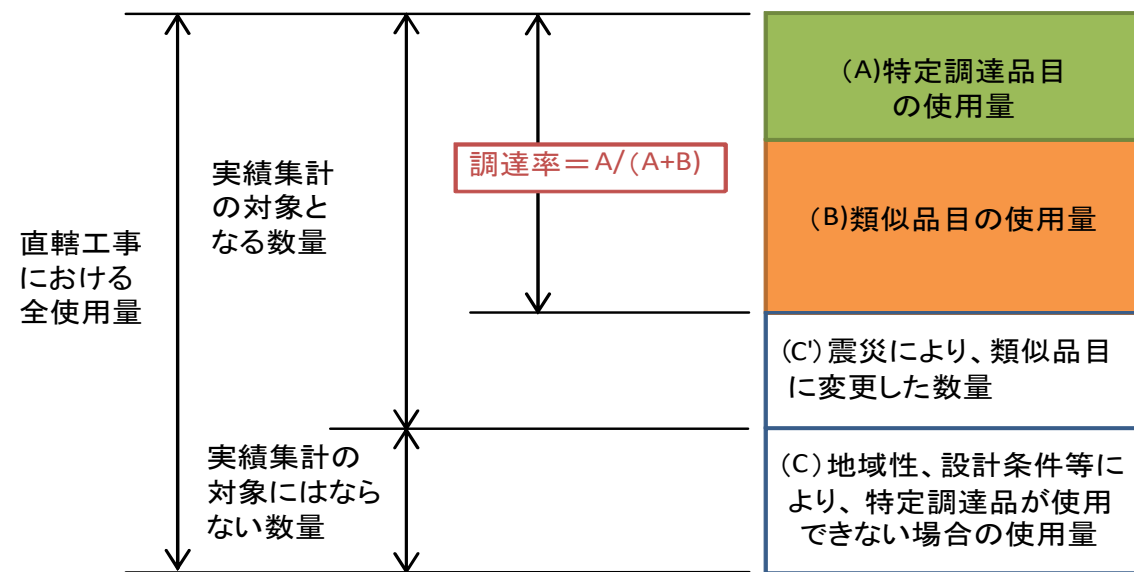 直轄工事
における
全使用量
実績集計
の対象と
なる数量
実績集計の
対象にはなら
ない数量
調達率＝A/(A+B)
(A)特定調達品目
の使用量
(B)類似品目の使用量
(C')震災により、類似品目
に変更した数量
(C)地域性、設計条件等に
より、特定調達品が使用
できない場合の使用量